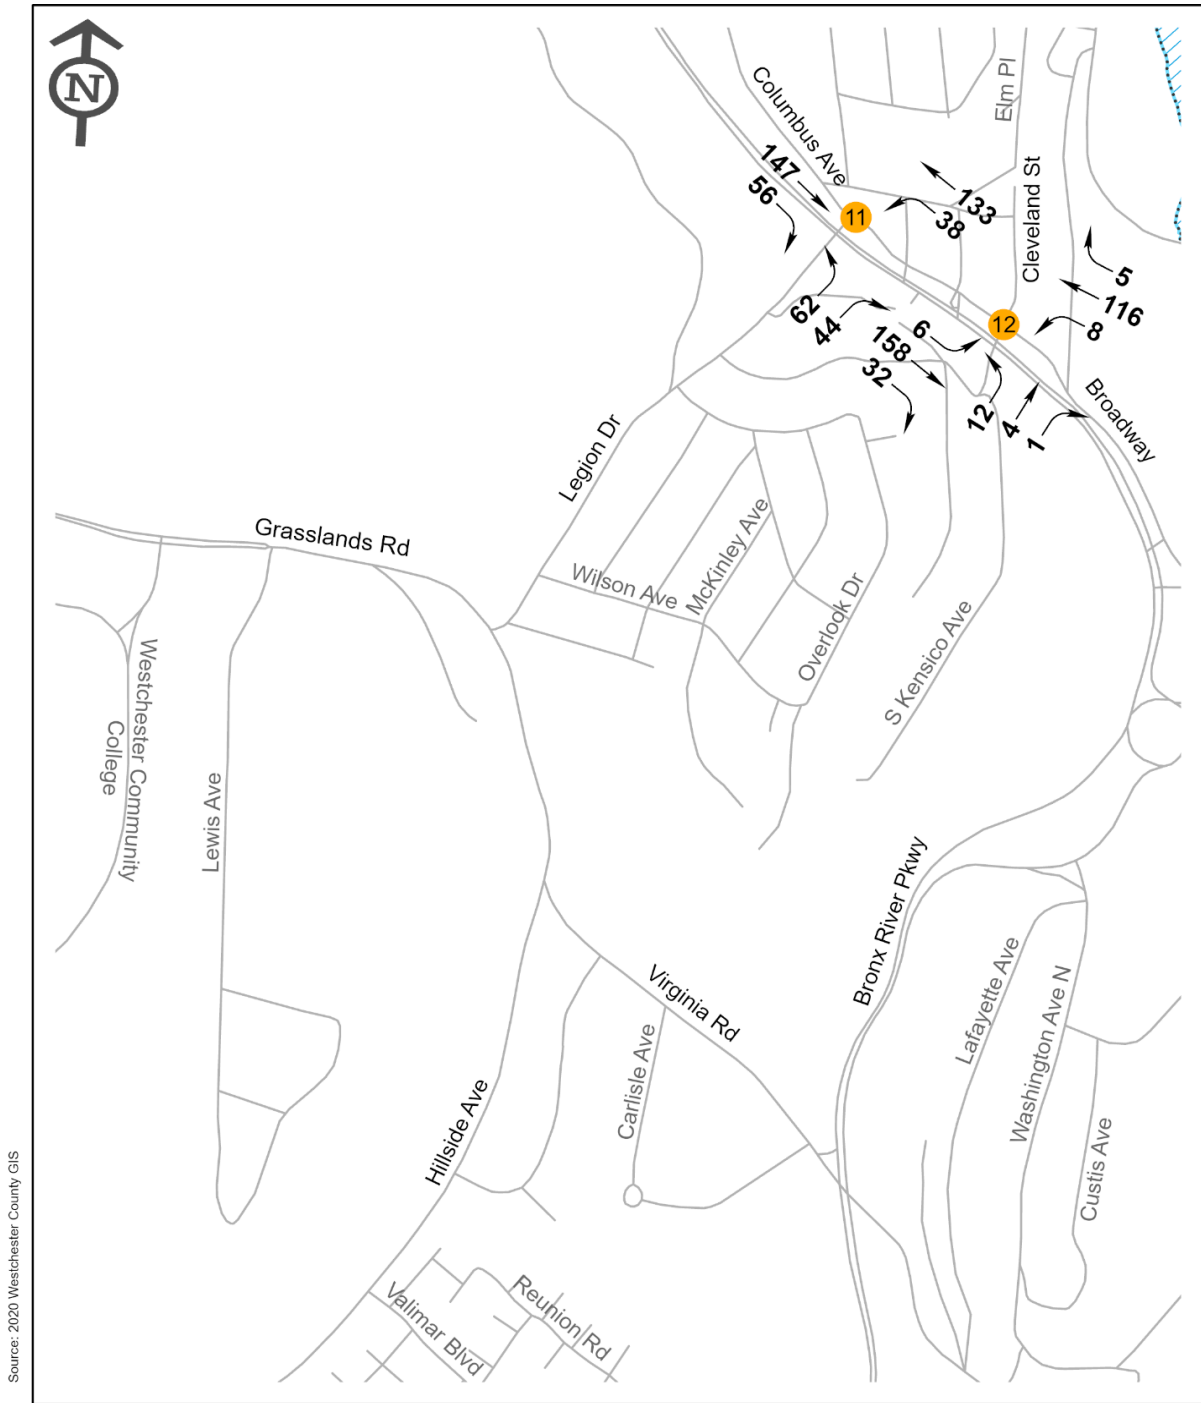 N
Elm Pl
Columbus Ave
147
56
11
133
38
Cleveland St
5
116
8
12
62
44
6
158
32
12
4
1
Broadway
Legion Dr
Grasslands Rd
Wilson Ave
McKinley Ave
Overlook Dr
S Kensico Ave
Westchester Community
College
Lewis Ave
Bronx River Pkwy
Virginia Rd
Lafayette Ave
Washington Ave N
Carlisle Ave
Hillside Ave
Custis Ave
Valimar Blvd
Reunion Rd
Source: 2020 Westchester County GIS